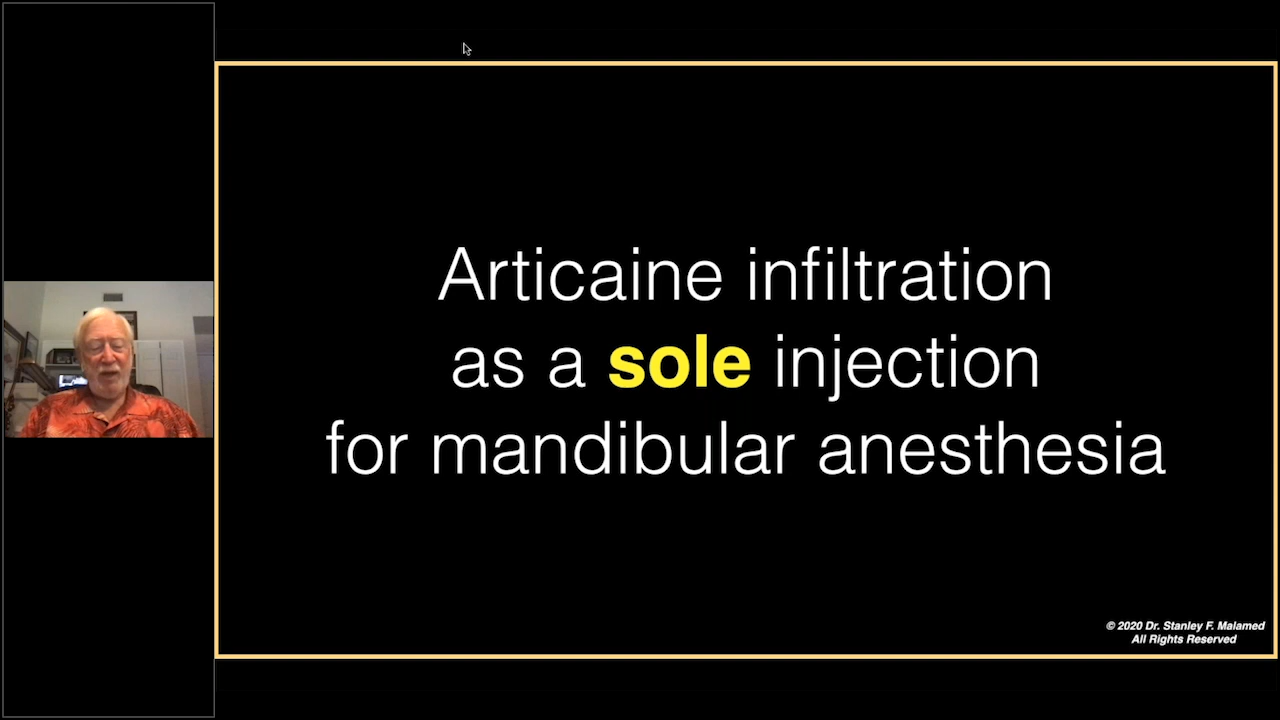 Articaine infiltration
as a sole injection
for mandibular anesthesia
© 2020 Dr. Stanley F. Malamed
All Rights Reserved